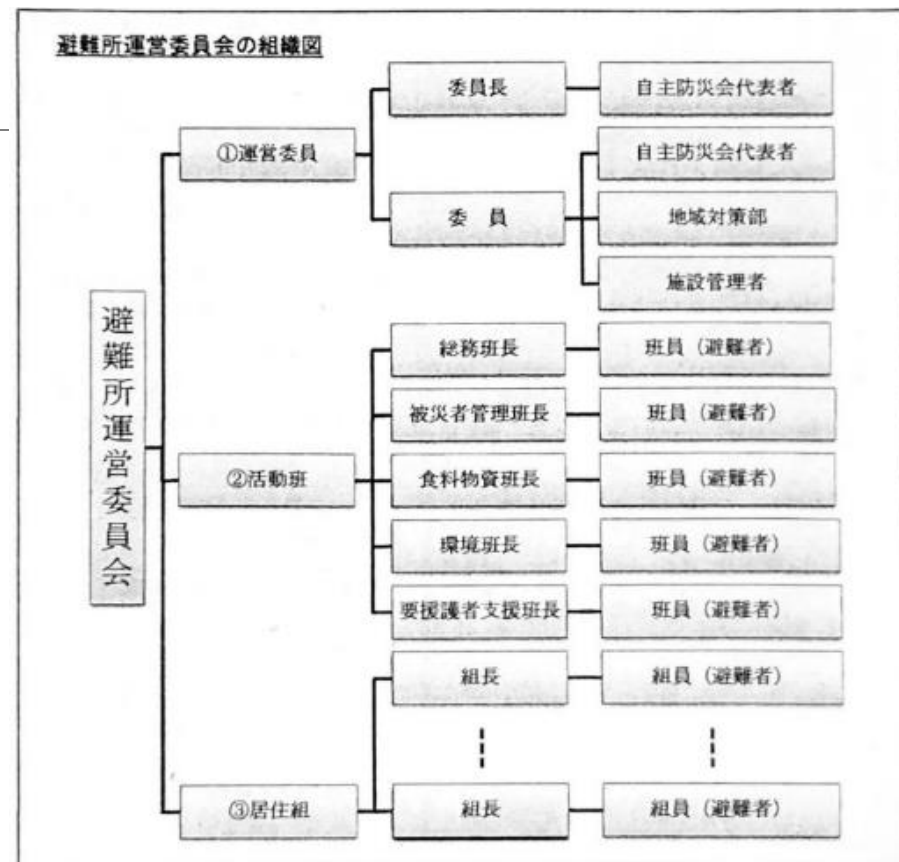 避難所運営委員会の組織図
委員長
自主防災会代表者
①運営委員
自主防災会代表者
委 員
地域対策部
施設管理者
避難所運営委員会
総務班長
班員（避難者）
被災者管理班長
班員（避難者）
②活動班
食料物資班長
班員（避難者）
環境班長
班員（避難者）
要援護者支援班長
班員（避難者）
組長
組員（避難者）
③居住組
組長
組員（避難者）